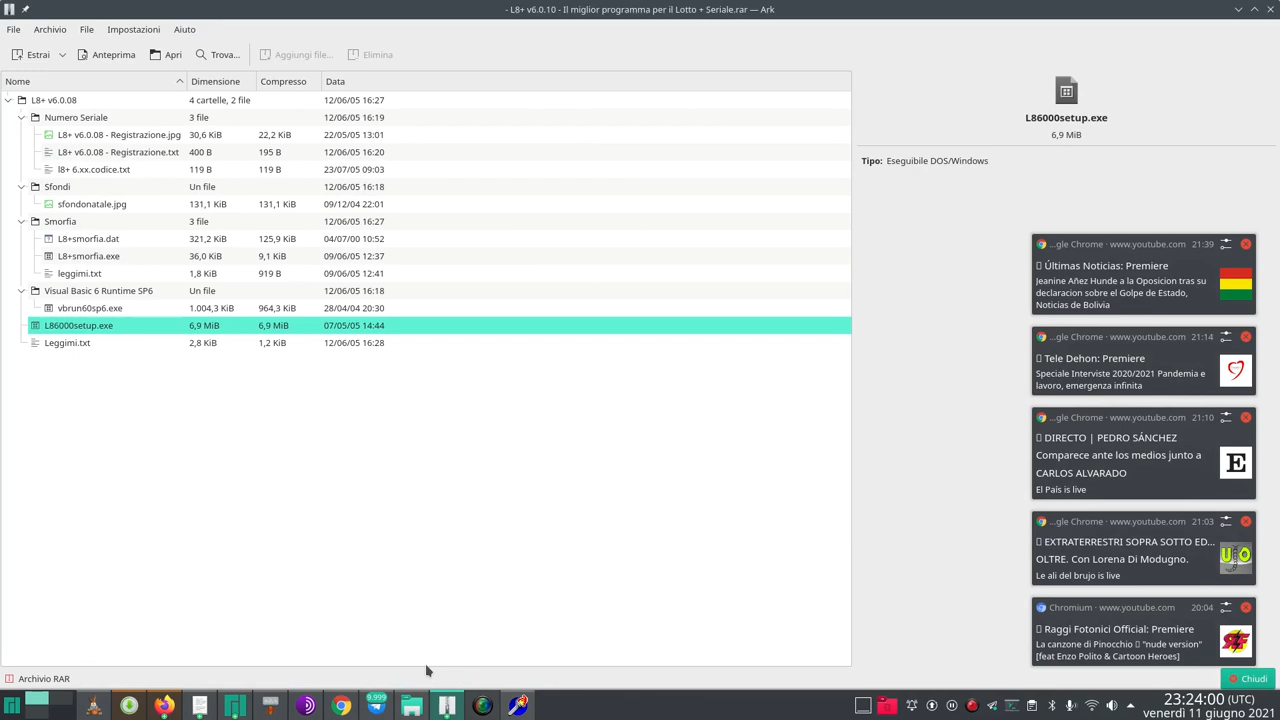 - L8+ v6.0.10 - Il miglior programma per il Lotto + Seriale.rar — Ark
File Archivio File Impostazioni Aiuto
Estrai Anteprima Apri Trova... Aggiungi file... Elimina
Nome Dimensione Compresso Data
L8+ v6.0.08 4 cartelle, 2 file 12/06/05 16:27
Numero Seriale 3 file 12/06/05 16:19
L8+ v6.0.08 - Registrazione.jpg 30,6 KiB 22,2 KiB 22/05/05 13:01
L8+ v6.0.08 - Registrazione.txt 400 B 195 B 12/06/05 16:20
l8+ 6.xx.codice.txt 119 B 119 B 23/07/05 09:03
Sfondi Un file 12/06/05 16:18
sfondonatale.jpg 131,1 KiB 131,1 KiB 09/12/04 22:01
Smorfia 3 file 12/06/05 16:27
L8+smorfia.dat 321,2 KiB 125,9 KiB 04/07/00 10:52
L8+smorfia.exe 36,0 KiB 9,1 KiB 09/06/05 12:37
leggimi.txt 1,8 KiB 919 B 09/06/05 12:41
Visual Basic 6 Runtime SP6 Un file 12/06/05 16:18
vbrun60sp6.exe 1.004,3 KiB 964,3 KiB 28/04/04 20:30
L86000setup.exe 6,9 MiB 6,9 MiB 07/05/05 14:44
Leggimi.txt 2,8 KiB 1,2 KiB 12/06/05 16:28
L86000setup.exe
6,9 MiB
Tipo: Eseguibile DOS/Windows
...gle Chrome · www.youtube.com 21:39
Últimas Noticias: Premiere
Jeanine Añez Hunde a la Oposicion tras su
declaracion sobre el Golpe de Estado,
Noticias de Bolivia
...gle Chrome · www.youtube.com 21:14
Tele Dehon: Premiere
Speciale Interviste 2020/2021 Pandemia e
lavoro, emergenza infinita
...gle Chrome · www.youtube.com 21:10
DIRECTO | PEDRO SÁNCHEZ
Comparece ante los medios junto a
CARLOS ALVARADO
El País is live
E
...gle Chrome · www.youtube.com 21:03
EXTRATERRESTRI SOPRA SOTTO ED...
OLTRE. Con Lorena Di Modugno.
Le ali del brujo is live
Chromium · www.youtube.com 20:04
Raggi Fotonici Official: Premiere
La canzone di Pinocchio "nude version"
[feat Enzo Polito & Cartoon Heroes]
Archivio RAR
Chiudi
9.999
23:24:00 (UTC)
venerdì 11 giugno 2021